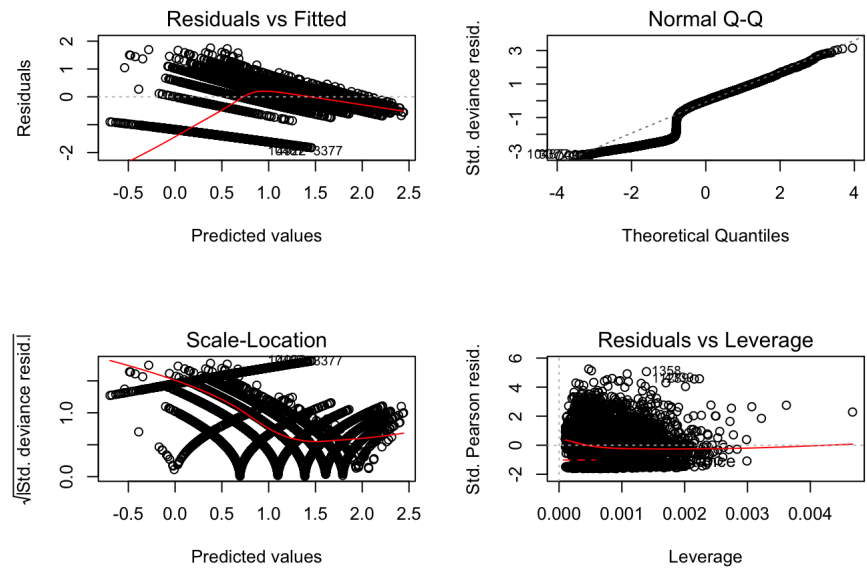 Residuals vs Fitted
Residuals
2
1
0
-2
3377
-0.5 0.0 0.5 1.0 1.5 2.0 2.5
Predicted values
Normal Q-Q
Std. deviance resid.
3
1
-1
-3
-4 -2 0 2 4
Theoretical Quantiles
Scale-Location
√|Std. deviance resid.|
1.0
0.0
3377
-0.5 0.0 0.5 1.0 1.5 2.0 2.5
Predicted values
Residuals vs Leverage
Std. Pearson resid.
6
4
2
0
-2
1358
0.000 0.001 0.002 0.003 0.004
Leverage